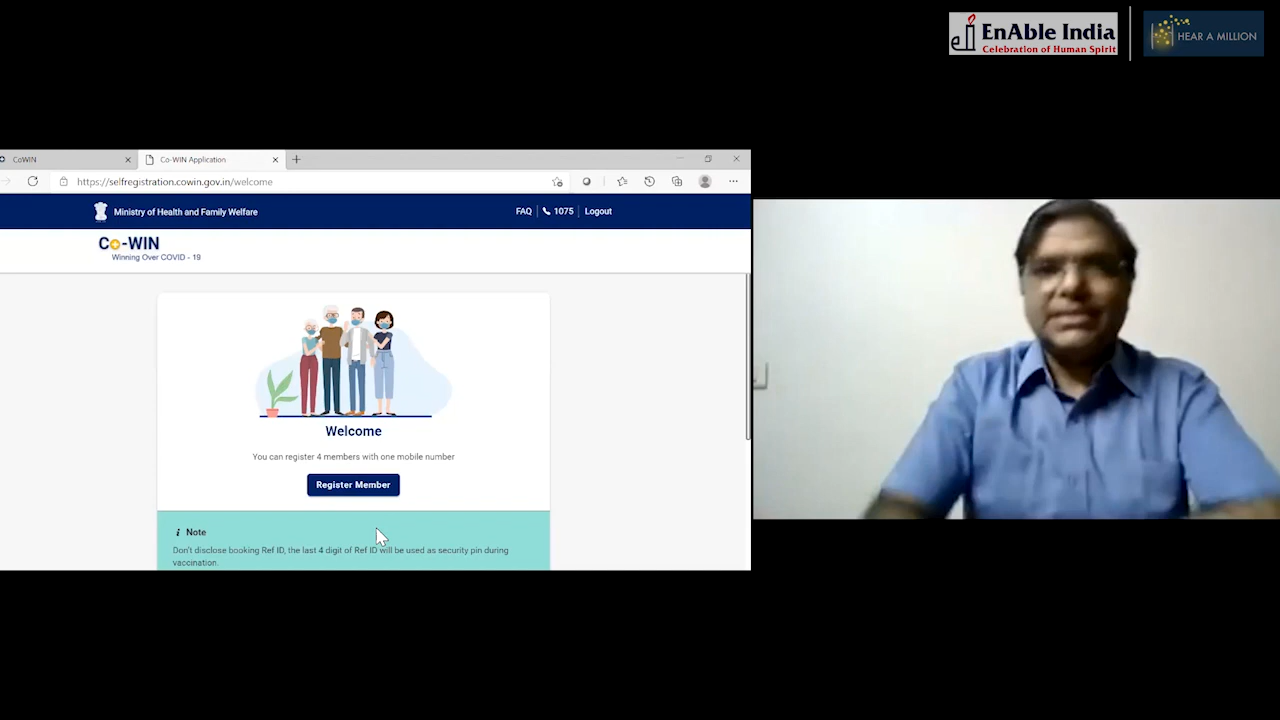 EnAble India
Celebration of Human Spirit
HEAR A MILLION
CoWIN
Co-WIN Application
https://selfregistration.cowin.gov.in/welcome
Ministry of Health and Family Welfare
FAQ
1075
Logout
Co-WIN
Winning Over COVID - 19
Welcome
You can register 4 members with one mobile number
Register Member
i Note
Don't disclose booking Ref ID, the last 4 digit of Ref ID will be used as security pin during
vaccination.